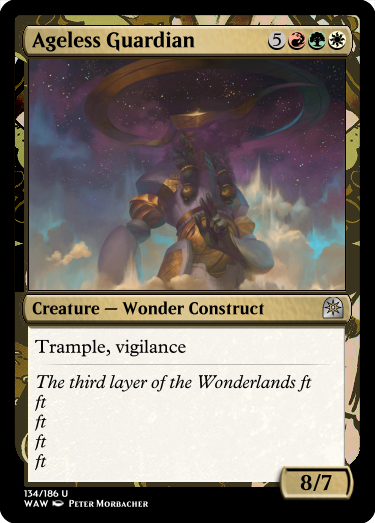 Ageless Guardian 5
Creature — Wonder Construct
Trample, vigilance
The third layer of the Wonderlands ft
ft
ft
ft
ft
8/7
134/186 U
WAW Peter Morbacher